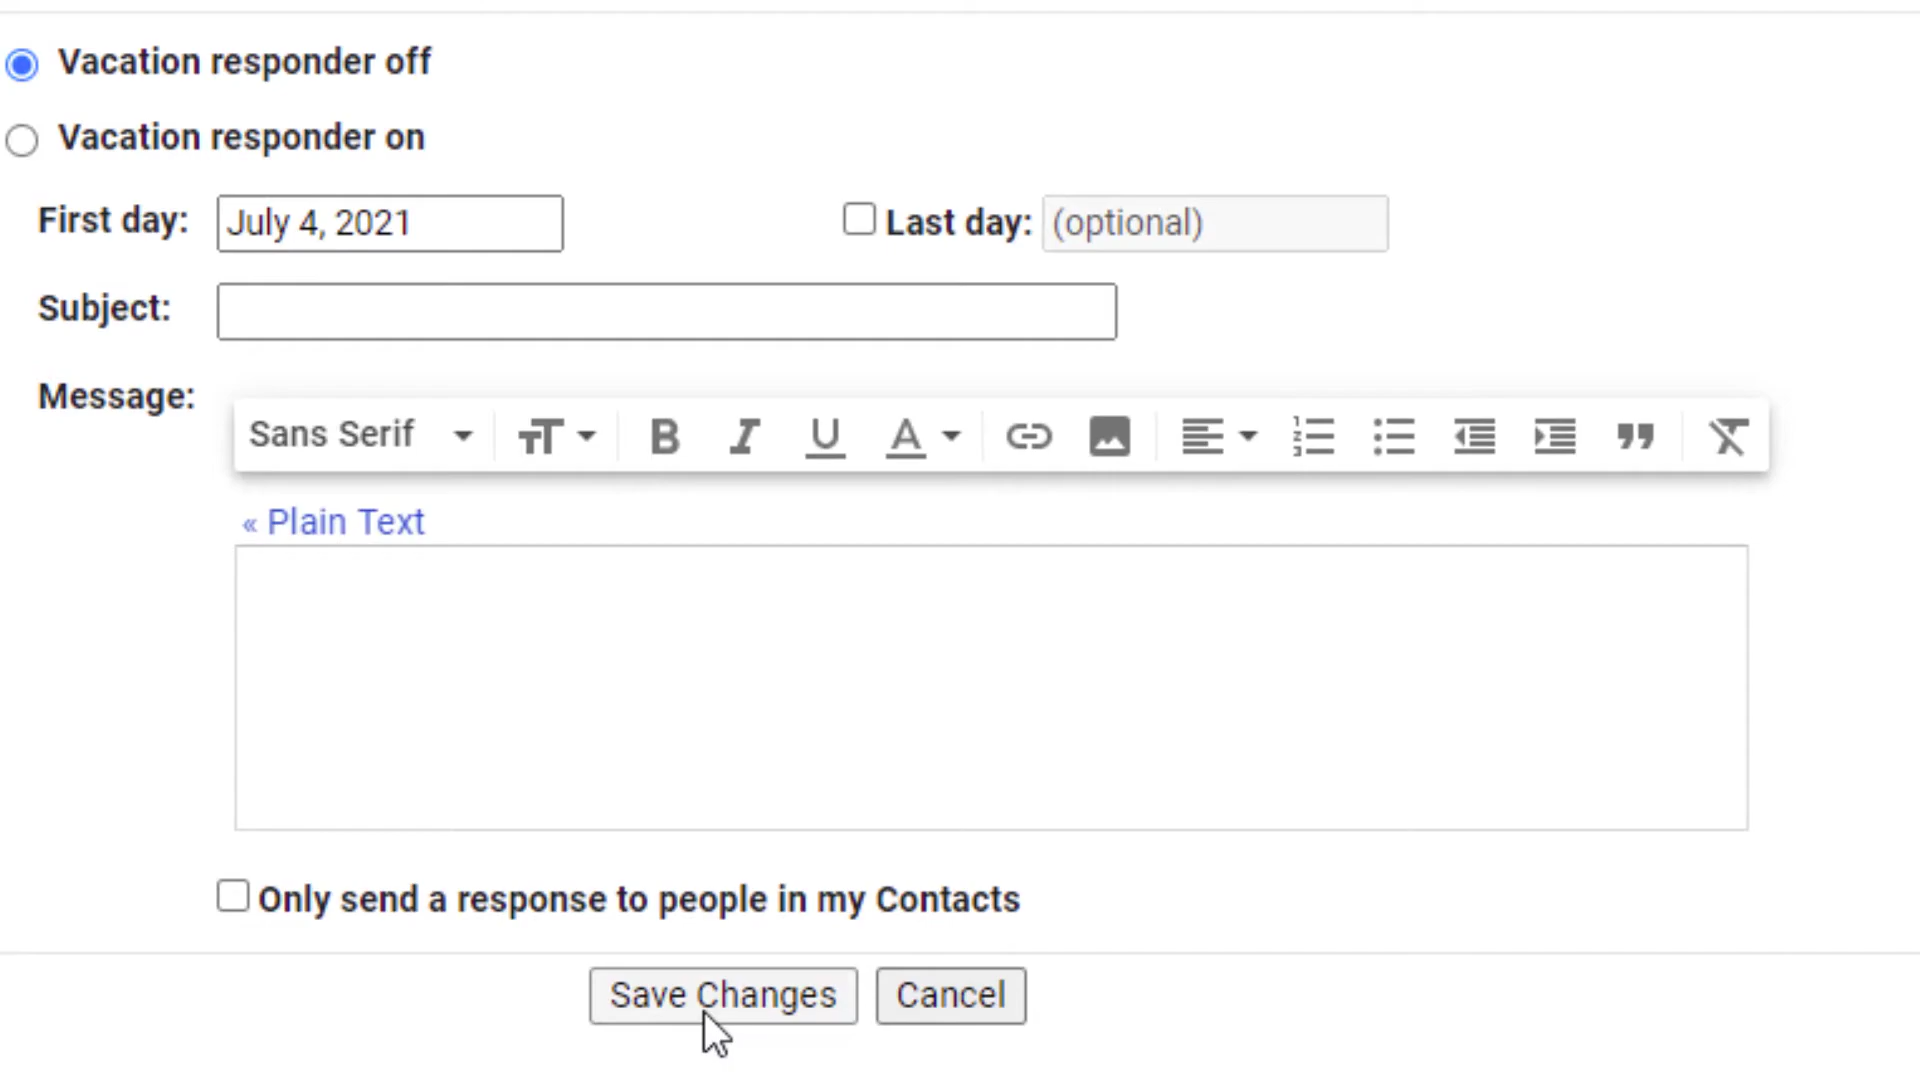 Vacation responder off
Vacation responder on
First day: July 4, 2021 Last day: (optional)
Subject:
Message:
Sans Serif
« Plain Text
Only send a response to people in my Contacts
Save Changes Cancel